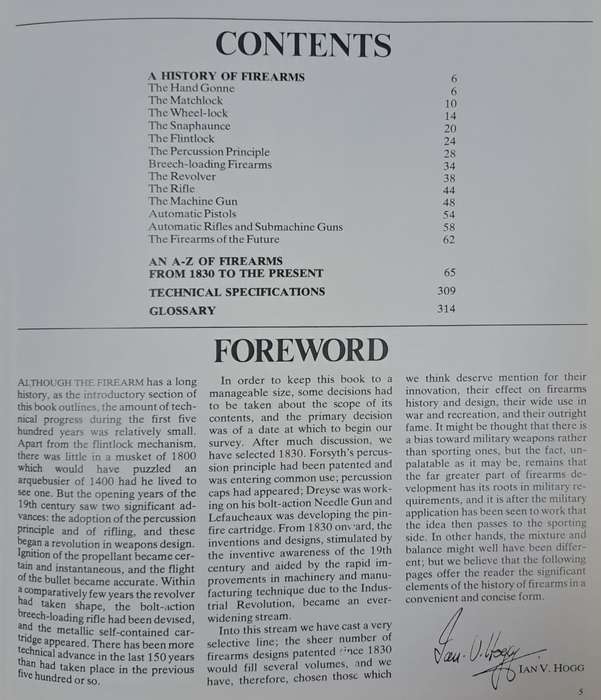 CONTENTS
A HISTORY OF FIREARMS 6
The Hand Gonne 6
The Matchlock 10
The Wheel-lock 14
The Snaphaunce 20
The Flintlock 24
The Percussion Principle 28
Breech-loading Firearms 34
The Revolver 38
The Rifle 44
The Machine Gun 48
Automatic Pistols 54
Automatic Rifles and Submachine Guns 58
The Firearms of the Future 62
AN A-Z OF FIREARMS
FROM 1830 TO THE PRESENT 65
TECHNICAL SPECIFICATIONS 309
GLOSSARY 314
FOREWORD
ALTHOUGH THE FIREARM has a long
history, as the introductory section of
this book outlines, the amount of tech-
nical progress during the first five
hundred years was relatively small.
Apart from the flintlock mechanism,
there was little in a musket of 1800
which would have puzzled an
arquebusier of 1400 had he lived to
see one. But the opening years of the
19th century saw two significant ad-
vances: the adoption of the percussion
principle and of rifling, and these
began a revolution in weapons design.
Ignition of the propellant became cer-
tain and instantaneous, and the flight
of the bullet became accurate. Within
a comparatively few years the revolver
had taken shape, the bolt-action
breech-loading rifle had been devised,
and the metallic self-contained car-
tridge appeared. There has been more
technical advance in the last 150 years
than had taken place in the previous
five hundred or so.
In order to keep this book to a
manageable size, some decisions had
to be taken about the scope of its
contents, and the primary decision
was of a date at which to begin our
survey. After much discussion, we
have selected 1830. Forsyth's percus-
sion principle had been patented and
was entering common use; percussion
caps had appeared; Dreyse was work-
ing on his bolt-action Needle Gun and
Lefaucheaux was developing the pin-
fire cartridge. From 1830 onward, the
inventions and designs, stimulated by
the inventive awareness of the 19th
century and aided by the rapid im-
provements in machinery and manu-
facturing technique due to the Indus-
trial Revolution, became an ever-
widening stream.
Into this stream we have cast a very
selective line; the sheer number of
firearms designs patented since 1830
would fill several volumes, and we
have, therefore, chosen those which
we think deserve mention for their
innovation, their effect on firearms
history and design, their wide use in
war and recreation, and their outright
fame. It might be thought that there is
a bias toward military weapons rather
than sporting ones, but the fact, un-
palatable as it may be, remains that
the far greater part of firearms de-
velopment has its roots in military re-
quirements, and it is after the military
application has been seen to work that
the idea then passes to the sporting
side. In other hands, the mixture and
balance might well have been differ-
ent; but we believe that the following
pages offer the reader the significant
elements of the history of firearms in a
convenient and concise form.
Ian V. Hogg
IAN V. HOGG
5